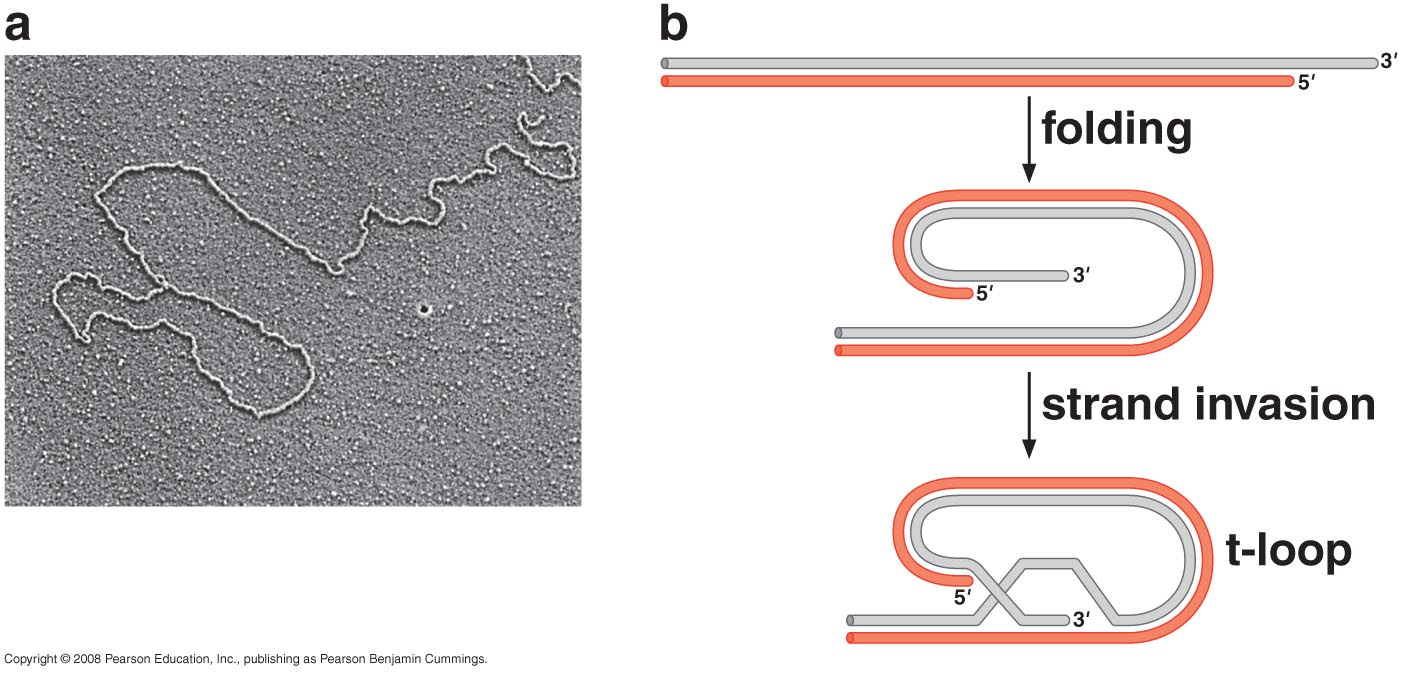 a
b
3′
5′
folding
3′
5′
strand invasion
t-loop
5′
3′
Copyright © 2008 Pearson Education, Inc., publishing as Pearson Benjamin Cummings.